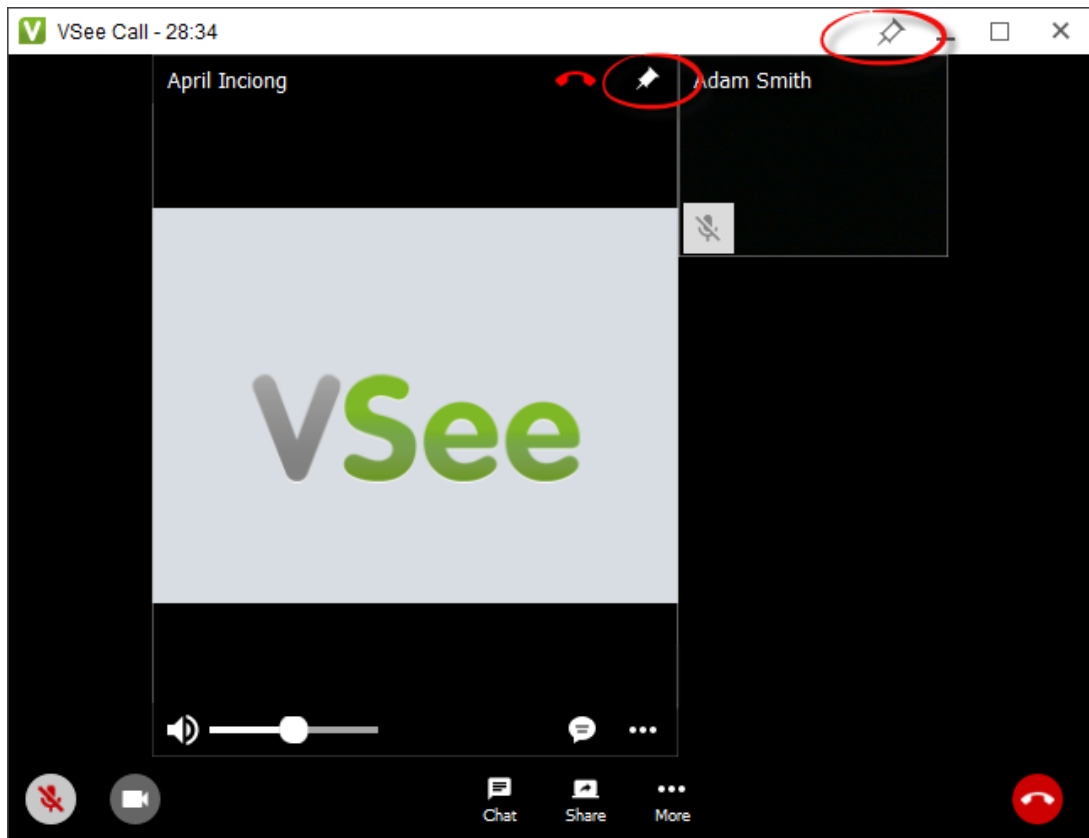 V VSee Call - 28:34
April Inciong
Adam Smith
VSee
Chat
Share
More